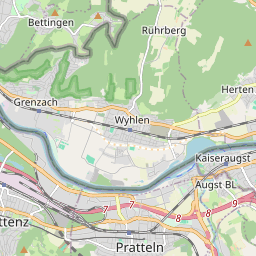 Bettingen
Rührberg
Herten
Grenzach
Wyhlen
Kaiseraugst
Augst BL
7
8
7
8
9
ttenz
Pratteln